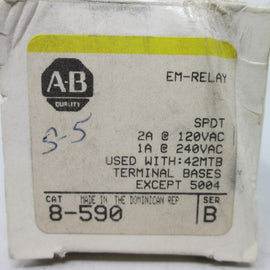 A-B
QUALITY
EM-RELAY
S-5
SPDT
2A @ 120VAC
1A @ 240VAC
USED WITH:42MTB
TERMINAL BASES
EXCEPT 5004
CAT MADE IN THE DOMINICAN REP SER
8-590 B